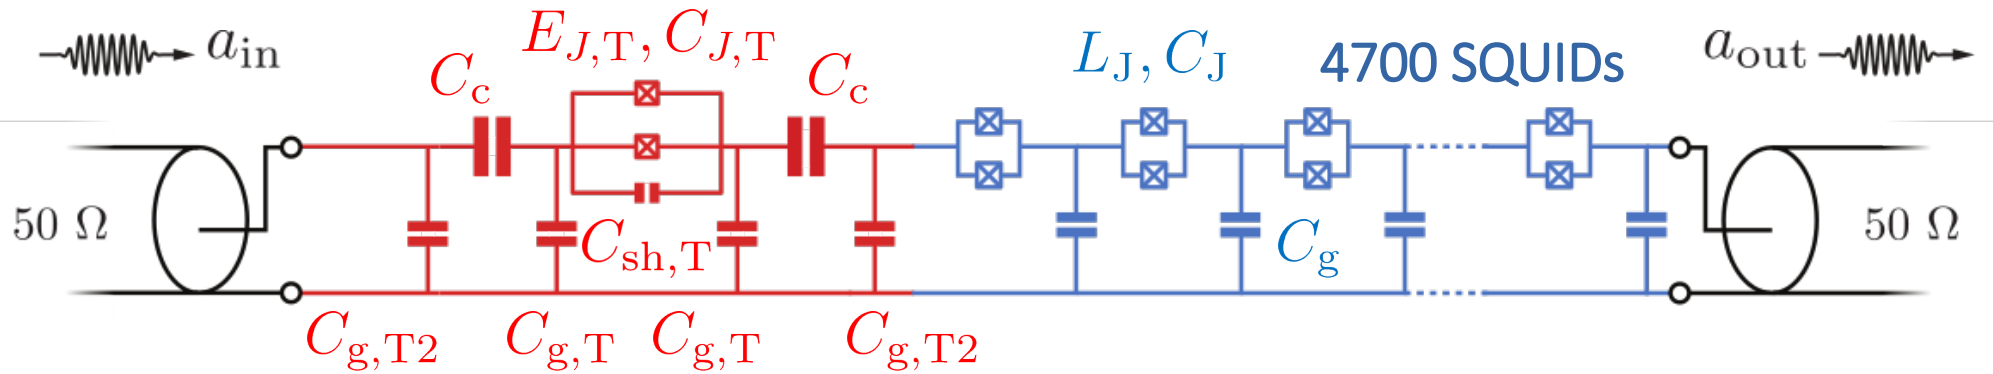 a_in
C_c
E_J,T, C_J,T
C_c
L_J, C_J
4700 SQUIDs
a_out
50 Ω
C_sh,T
C_g
50 Ω
C_g,T2
C_g,T
C_g,T
C_g,T2